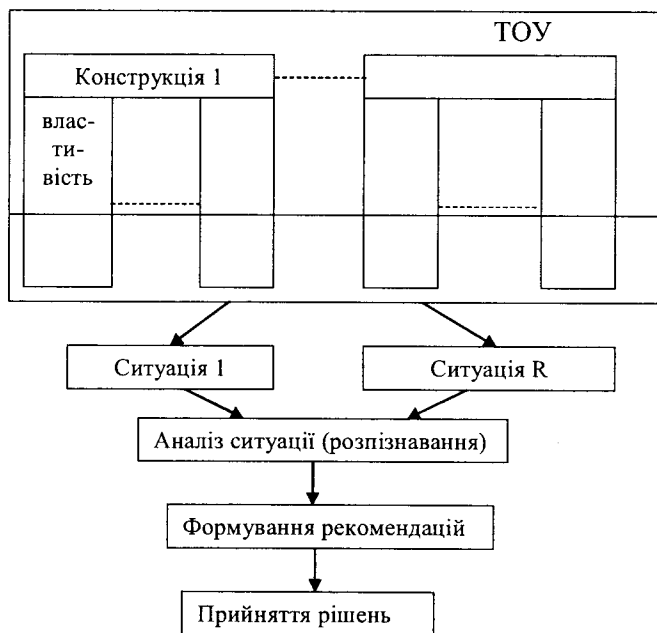 ТОУ
Конструкція 1
влас-
ти-
вість
Ситуація 1
Ситуація R
Аналіз ситуації (розпізнавання)
Формування рекомендацій
Прийняття рішень